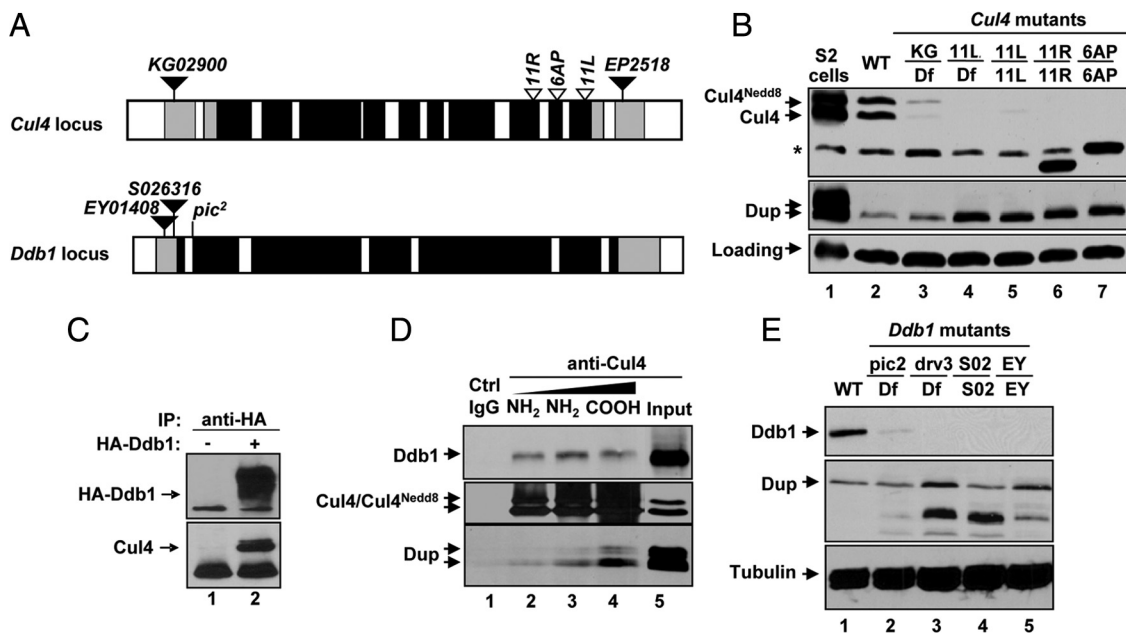 A
KG02900
11R
6AP
11L
EP2518
Cul4 locus
S026316
EY01408
pic²
Ddb1 locus
B
Cul4 mutants
S2 cells
WT
KG
Df
11L
Df
11L
11L
11R
11R
6AP
6AP
Cul4^Nedd8
Cul4
*
Dup
Loading
1 2 3 4 5 6 7
C
IP: anti-HA
HA-Ddb1: - +
HA-Ddb1
Cul4
1 2
D
anti-Cul4
Ctrl
IgG NH₂ NH₂ COOH Input
Ddb1
Cul4/Cul4^Nedd8
Dup
1 2 3 4 5
E
Ddb1 mutants
pic2 drv3 S02 EY
WT Df Df S02 EY
Ddb1
Dup
Tubulin
1 2 3 4 5